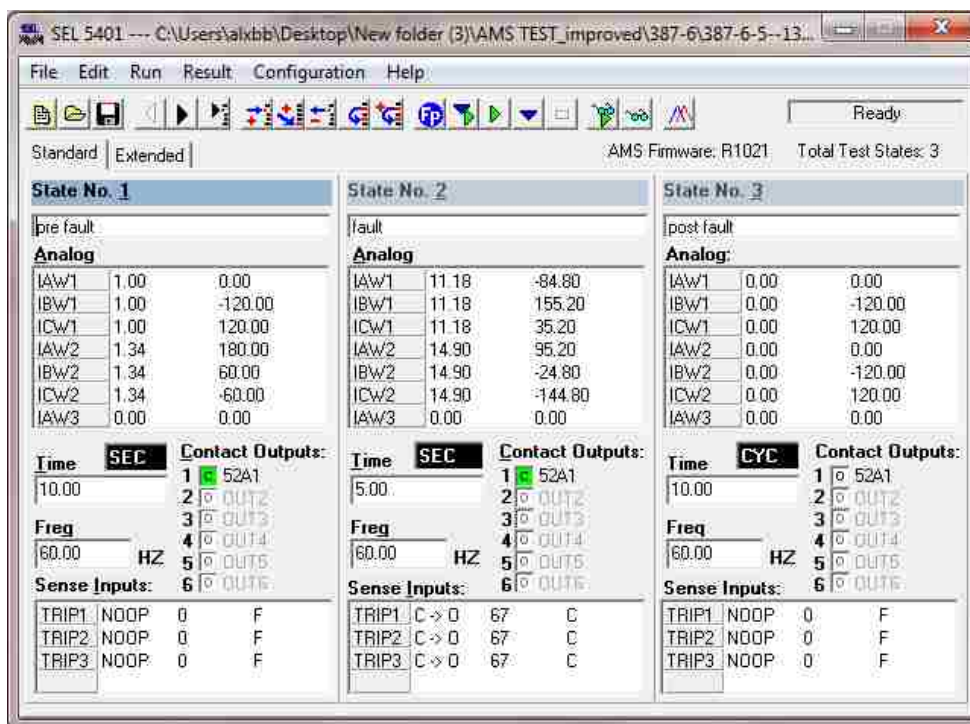 SEL 5401 --- C:\Users\alxbb\Desktop\New folder (3)\AMS TEST_improved\387-6\387-6-5--13...
File Edit Run Result Configuration Help
Fp Ready
Standard Extended AMS Firmware: R1021 Total Test States: 3
State No. 1
pre fault
Analog
IAW1 1.00 0.00
IBW1 1.00 -120.00
ICW1 1.00 120.00
IAW2 1.34 180.00
IBW2 1.34 60.00
ICW2 1.34 -60.00
IAW3 0.00 0.00
Time SEC
10.00
Freq
60.00 HZ
Contact Outputs:
1 C 52A1
2 O OUT2
3 O OUT3
4 O OUT4
5 O OUT5
6 O OUT6
Sense Inputs:
TRIP1 NOOP 0 F
TRIP2 NOOP 0 F
TRIP3 NOOP 0 F
State No. 2
fault
Analog
IAW1 11.18 -84.80
IBW1 11.18 155.20
ICW1 11.18 35.20
IAW2 14.90 95.20
IBW2 14.90 -24.80
ICW2 14.90 -144.80
IAW3 0.00 0.00
Time SEC
5.00
Freq
60.00 HZ
Contact Outputs:
1 C 52A1
2 O OUT2
3 O OUT3
4 O OUT4
5 O OUT5
6 O OUT6
Sense Inputs:
TRIP1 C -> O 67 C
TRIP2 C -> O 67 C
TRIP3 C -> O 67 C
State No. 3
post fault
Analog:
IAW1 0.00 0.00
IBW1 0.00 -120.00
ICW1 0.00 120.00
IAW2 0.00 0.00
IBW2 0.00 -120.00
ICW2 0.00 120.00
IAW3 0.00 0.00
Time CYC
10.00
Freq
60.00 HZ
Contact Outputs:
1 O 52A1
2 O OUT2
3 O OUT3
4 O OUT4
5 O OUT5
6 O OUT6
Sense Inputs:
TRIP1 NOOP 0 F
TRIP2 NOOP 0 F
TRIP3 NOOP 0 F